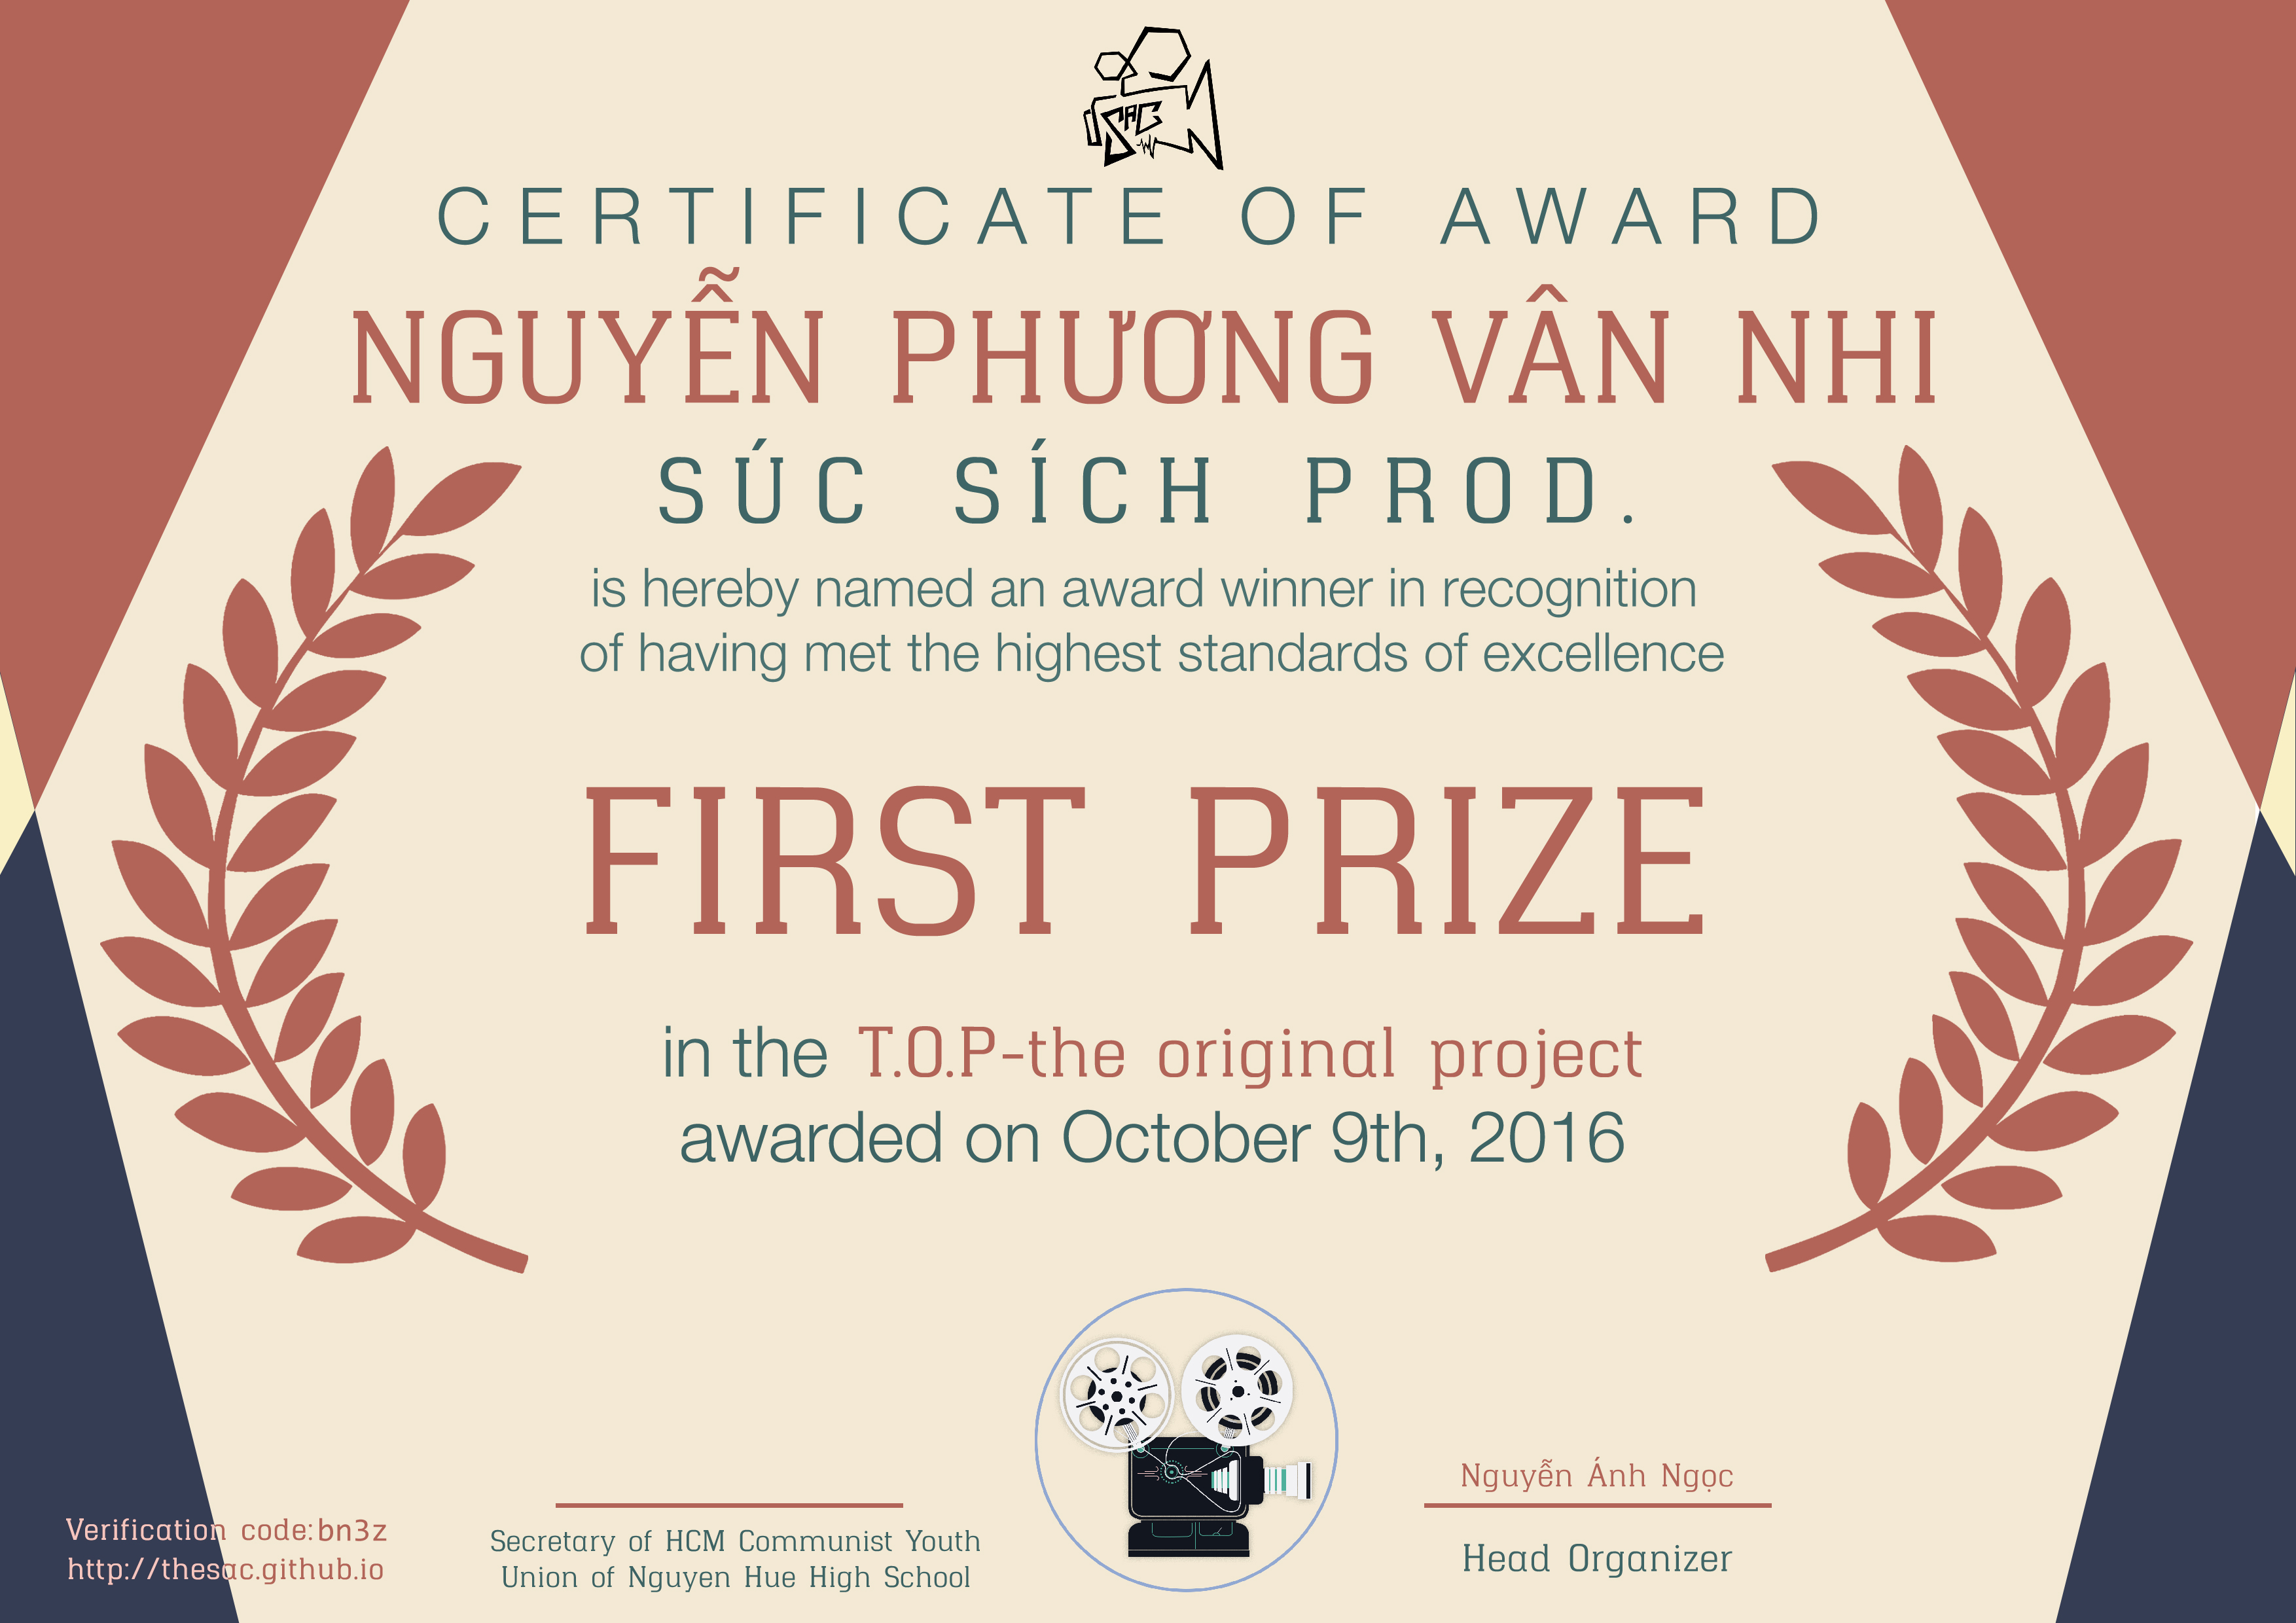 SAC
CERTIFICATE OF AWARD
NGUYỄN PHƯƠNG VÂN NHI
SÚC SÍCH PROD.
is hereby named an award winner in recognition
of having met the highest standards of excellence
FIRST PRIZE
in the T.O.P-the original project
awarded on October 9th, 2016
Nguyễn Ánh Ngọc
Verification code:bn3z
http://thesac.github.io
Secretary of HCM Communist Youth
Union of Nguyen Hue High School
Head Organizer